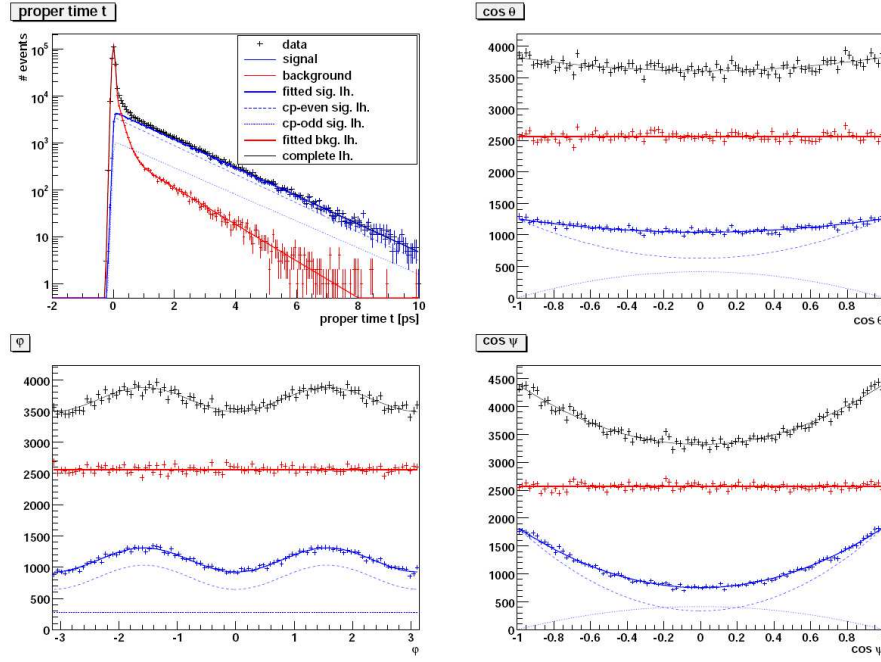 proper time t
# events
10⁵
10⁴
10³
10²
10
1
data
signal
background
fitted sig. lh.
cp-even sig. lh.
cp-odd sig. lh.
fitted bkg. lh.
complete lh.
-2 0 2 4 6 8 10
proper time t [ps]
cos θ
4000
3500
3000
2500
2000
1500
1000
500
0
-1 -0.8 -0.6 -0.4 -0.2 0 0.2 0.4 0.6 0.8
cos θ
φ
4000
3500
3000
2500
2000
1500
1000
500
0
-3 -2 -1 0 1 2 3
φ
cos ψ
4500
4000
3500
3000
2500
2000
1500
1000
500
0
-1 -0.8 -0.6 -0.4 -0.2 0 0.2 0.4 0.6 0.8
cos ψ